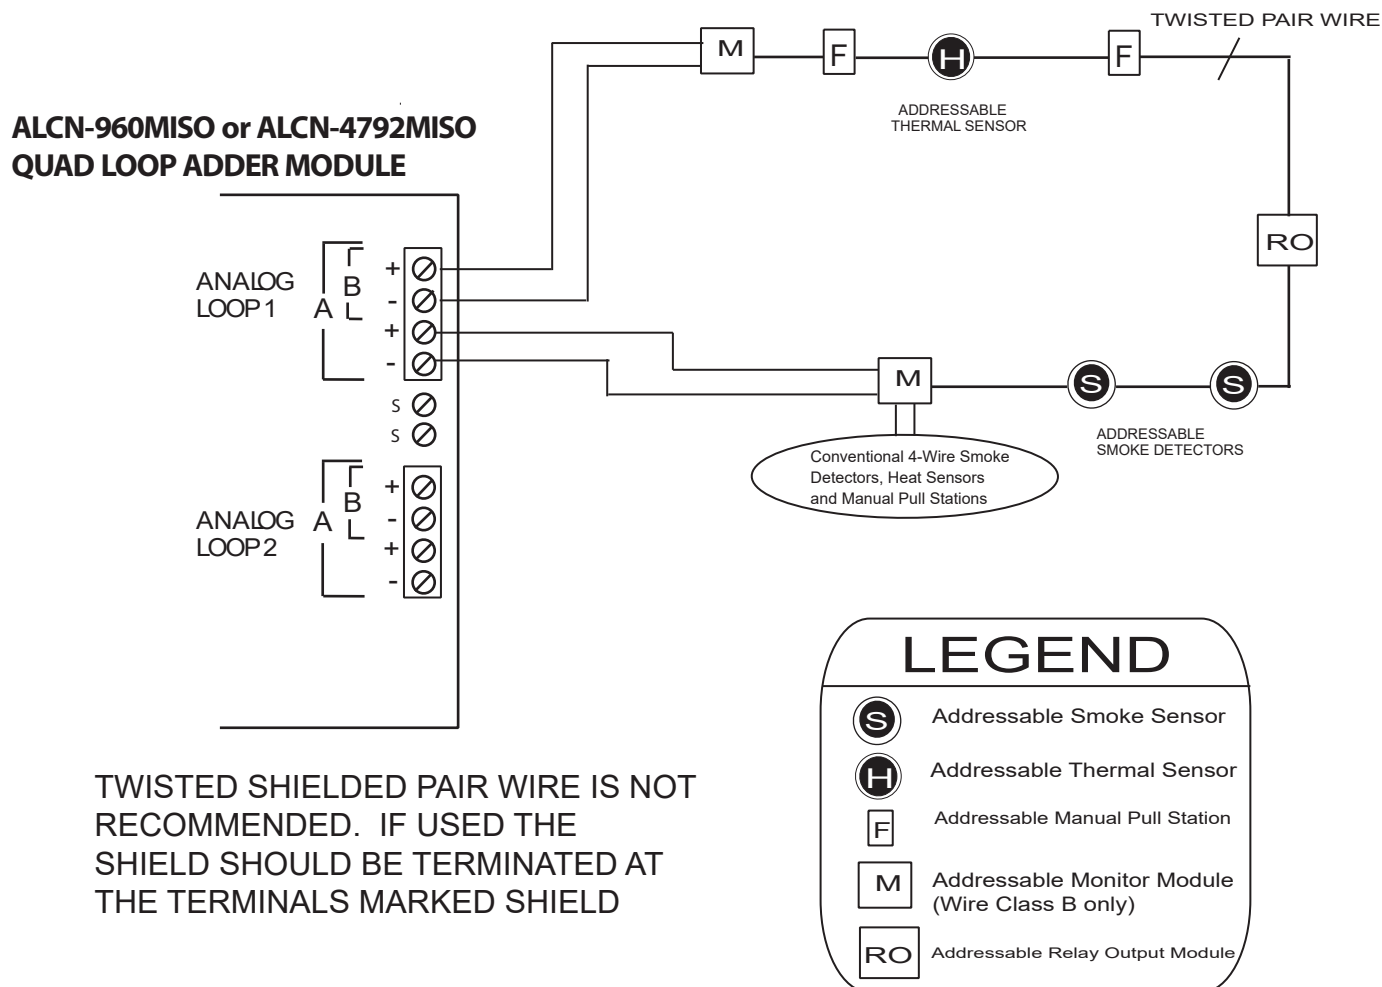 TWISTED PAIR WIRE
M
F
H
F
ADDRESSABLE
THERMAL SENSOR
ALCN-960MISO or ALCN-4792MISO
QUAD LOOP ADDER MODULE
RO
ANALOG
LOOP 1
A
B
+
-
+
-
S
S
M
S
S
ADDRESSABLE
SMOKE DETECTORS
Conventional 4-Wire Smoke
Detectors, Heat Sensors
and Manual Pull Stations
ANALOG
LOOP 2
A
B
+
-
+
-
TWISTED SHIELDED PAIR WIRE IS NOT
RECOMMENDED. IF USED THE
SHIELD SHOULD BE TERMINATED AT
THE TERMINALS MARKED SHIELD
LEGEND
S Addressable Smoke Sensor
H Addressable Thermal Sensor
F Addressable Manual Pull Station
M Addressable Monitor Module
(Wire Class B only)
RO Addressable Relay Output Module